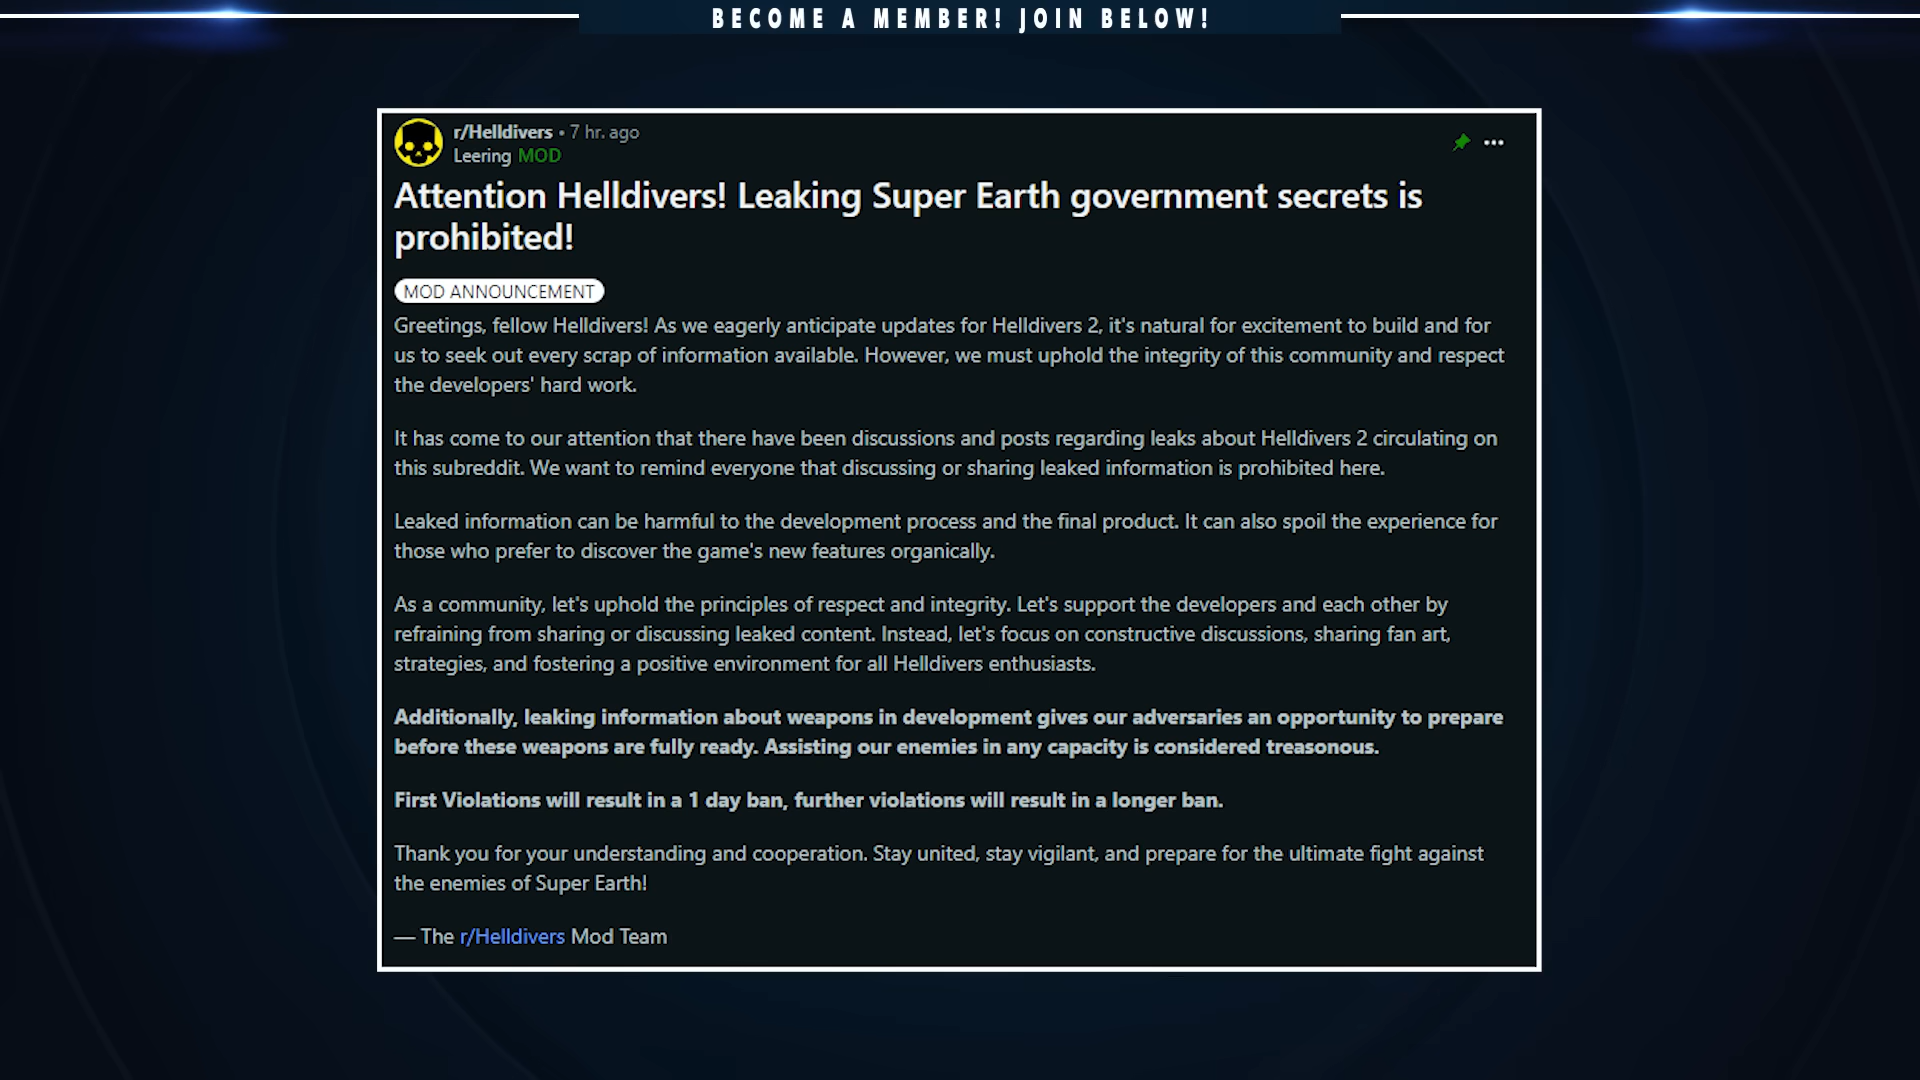 BECOME A MEMBER! JOIN BELOW!
r/Helldivers • 7 hr. ago
Leering MOD
Attention Helldivers! Leaking Super Earth government secrets is
prohibited!
MOD ANNOUNCEMENT
Greetings, fellow Helldivers! As we eagerly anticipate updates for Helldivers 2, it's natural for excitement to build and for
us to seek out every scrap of information available. However, we must uphold the integrity of this community and respect
the developers' hard work.
It has come to our attention that there have been discussions and posts regarding leaks about Helldivers 2 circulating on
this subreddit. We want to remind everyone that discussing or sharing leaked information is prohibited here.
Leaked information can be harmful to the development process and the final product. It can also spoil the experience for
those who prefer to discover the game's new features organically.
As a community, let's uphold the principles of respect and integrity. Let's support the developers and each other by
refraining from sharing or discussing leaked content. Instead, let's focus on constructive discussions, sharing fan art,
strategies, and fostering a positive environment for all Helldivers enthusiasts.
Additionally, leaking information about weapons in development gives our adversaries an opportunity to prepare
before these weapons are fully ready. Assisting our enemies in any capacity is considered treasonous.
First Violations will result in a 1 day ban, further violations will result in a longer ban.
Thank you for your understanding and cooperation. Stay united, stay vigilant, and prepare for the ultimate fight against
the enemies of Super Earth!
— The r/Helldivers Mod Team